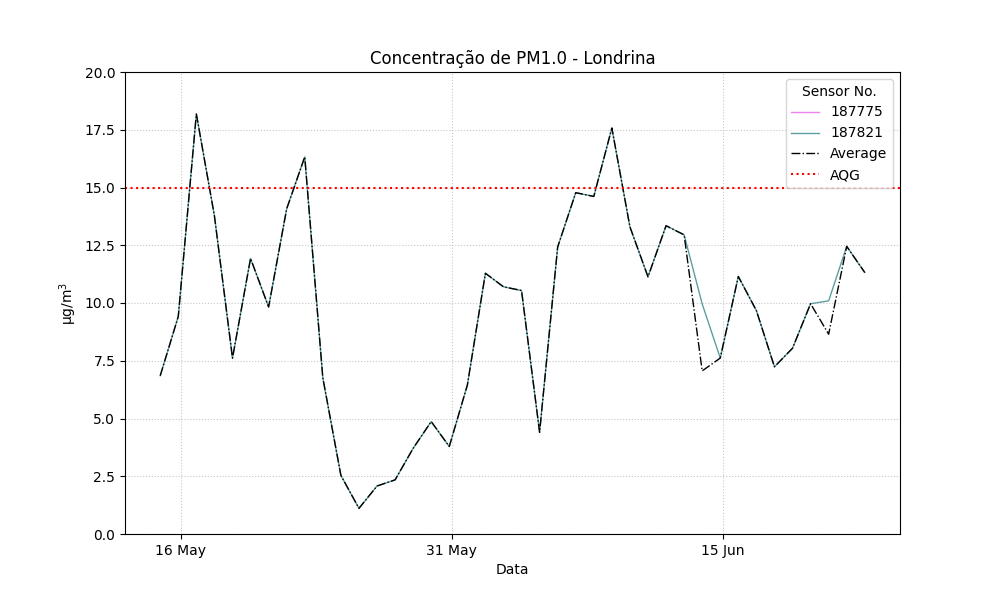 Concentração de PM1.0 - Londrina
20.0
17.5
15.0
12.5
10.0
7.5
5.0
2.5
0.0
µg/m³
16 May
31 May
15 Jun
Data
Sensor No.
187775
187821
Average
AQG